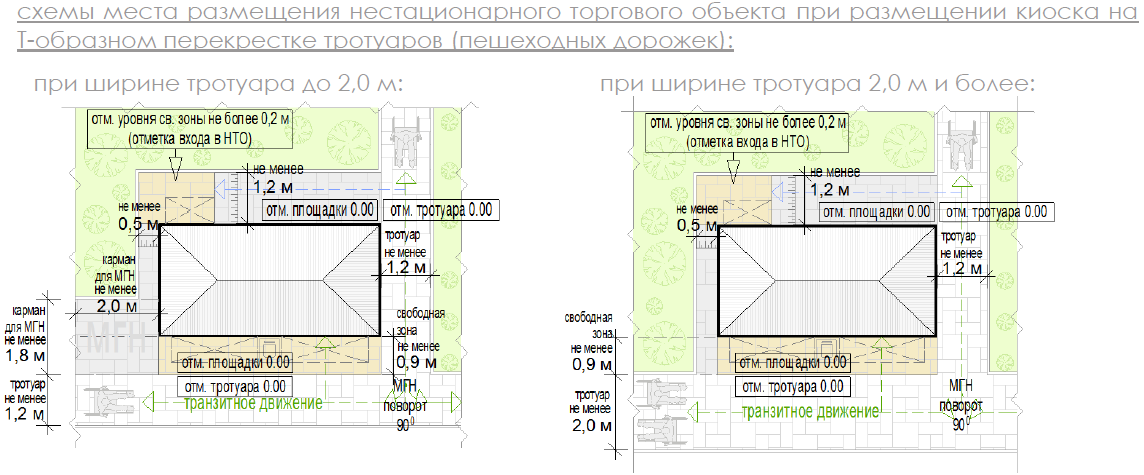 схемы места размещения нестационарного торгового объекта при размещении киоска на
Т-образном перекрестке тротуаров (пешеходных дорожек):
при ширине тротуара до 2,0 м:
отм. уровня св. зоны не более 0,2 м
(отметка входа в НТО)
не менее
1,2 м
не менее
0,5 м
отм. площадки 0.00
отм. тротуара 0.00
тротуар
не менее
1,2 м
карман
для МГН
не менее
2,0 м
карман
для МГН
не менее
1,8 м
МГН
свободная
зона
не менее
0,9 м
отм. площадки 0.00
отм. тротуара 0.00
тротуар
не менее
1,2 м
транзитное движение
МГН
поворот
90⁰
при ширине тротуара 2,0 м и более:
отм. уровня св. зоны не более 0,2 м
(отметка входа в НТО)
не менее
1,2 м
не менее
0,5 м
отм. площадки 0.00
отм. тротуара 0.00
тротуар
не менее
1,2 м
свободная
зона
не менее
0,9 м
отм. площадки 0.00
отм. тротуара 0.00
тротуар
не менее
2,0 м
транзитное движение
МГН
поворот
90⁰